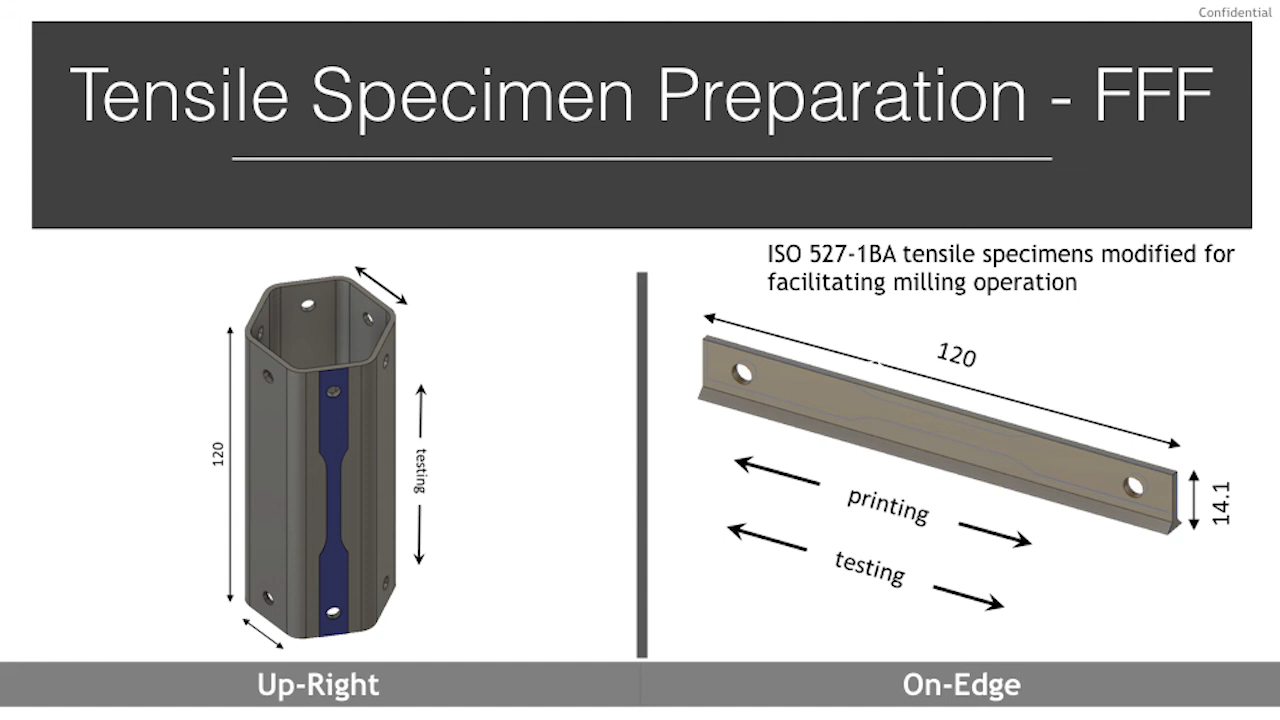 Confidential
Tensile Specimen Preparation - FFF
ISO 527-1BA tensile specimens modified for
facilitating milling operation
120
testing
120
14.1
printing
testing
Up-Right
On-Edge